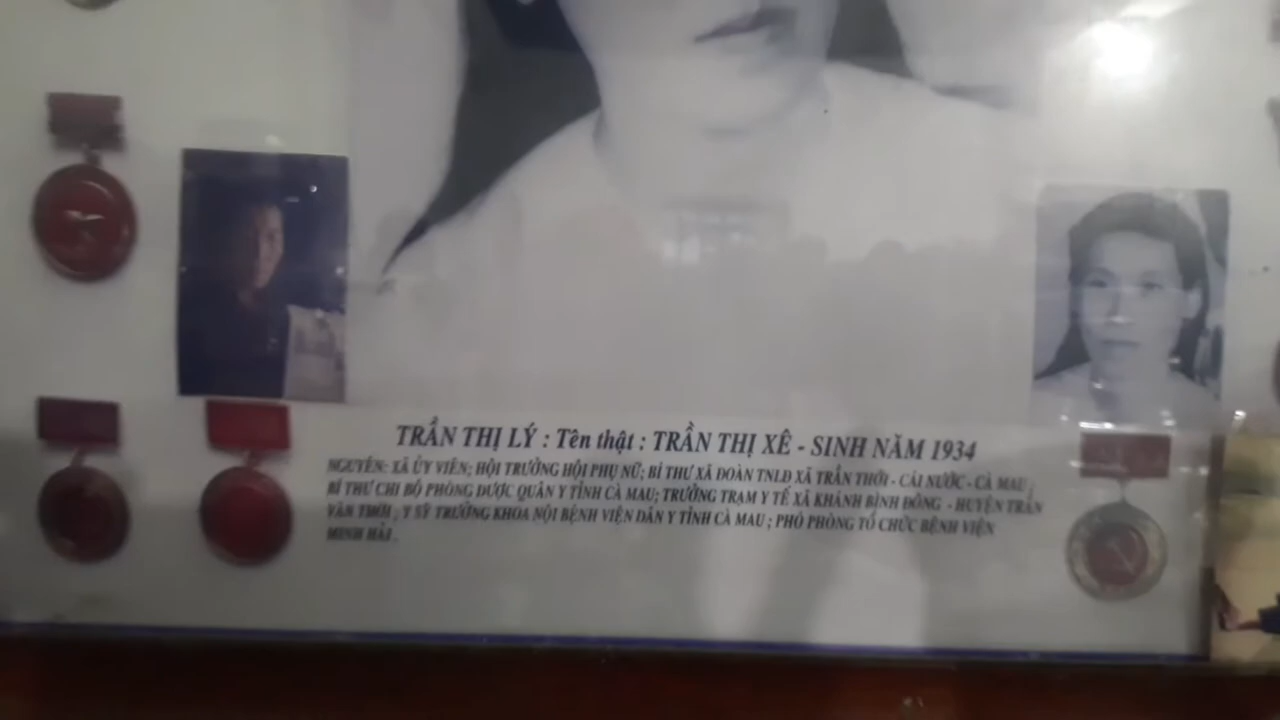 TRẦN THỊ LÝ : Tên thật : TRẦN THỊ XÊ - SINH NĂM 1934
NGUYÊN: XÃ ỦY VIÊN; HỘI TRƯỞNG HỘI PHỤ NỮ; BÍ THƯ XÃ ĐOÀN TNLĐ XÃ TRẦN THỚI - CÁI NƯỚC - CÀ MAU ;
BÍ THƯ CHI BỘ PHÒNG DƯỢC QUÂN Y TỈNH CÀ MAU; TRƯỞNG TRẠM Y TẾ XÃ KHÁNH BÌNH ĐÔNG - HUYỆN TRẦN
VĂN THỜI ; Y SỸ TRƯỞNG KHOA NỘI BỆNH VIỆN DÂN Y TỈNH CÀ MAU ; PHÓ PHÒNG TỔ CHỨC BỆNH VIỆN
MINH HẢI .